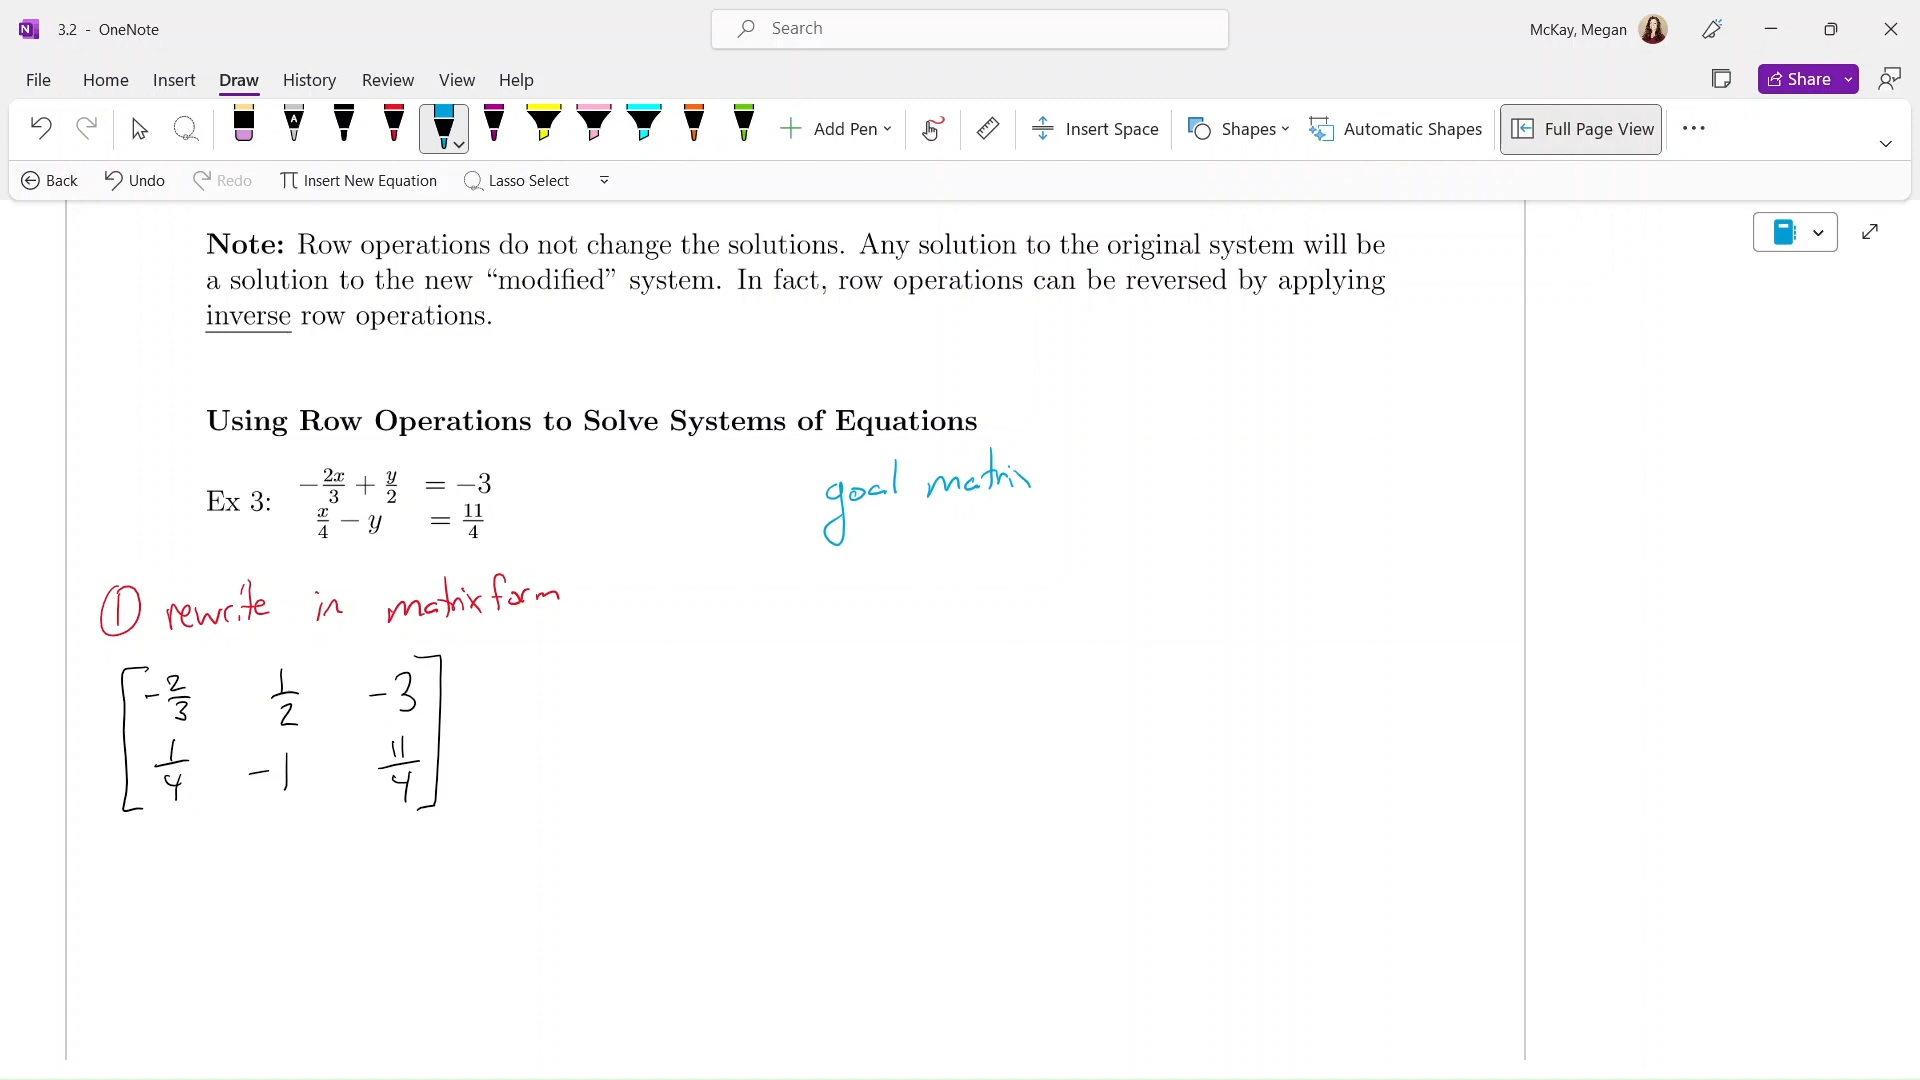 3.2 - OneNote
Search
McKay, Megan
File Home Insert Draw History Review View Help
Share
A
Add Pen
Insert Space
Shapes
Automatic Shapes
Full Page View
Back
Undo
Redo
Insert New Equation
Lasso Select
Note: Row operations do not change the solutions. Any solution to the original system will be
a solution to the new “modified” system. In fact, row operations can be reversed by applying
inverse row operations.
Using Row Operations to Solve Systems of Equations
Ex 3: -2x/3 + y/2 = -3
x/4 - y = 11/4
goal matrix
① rewrite in matrix form
[ -2/3 1/2 -3
1/4 -1 11/4 ]